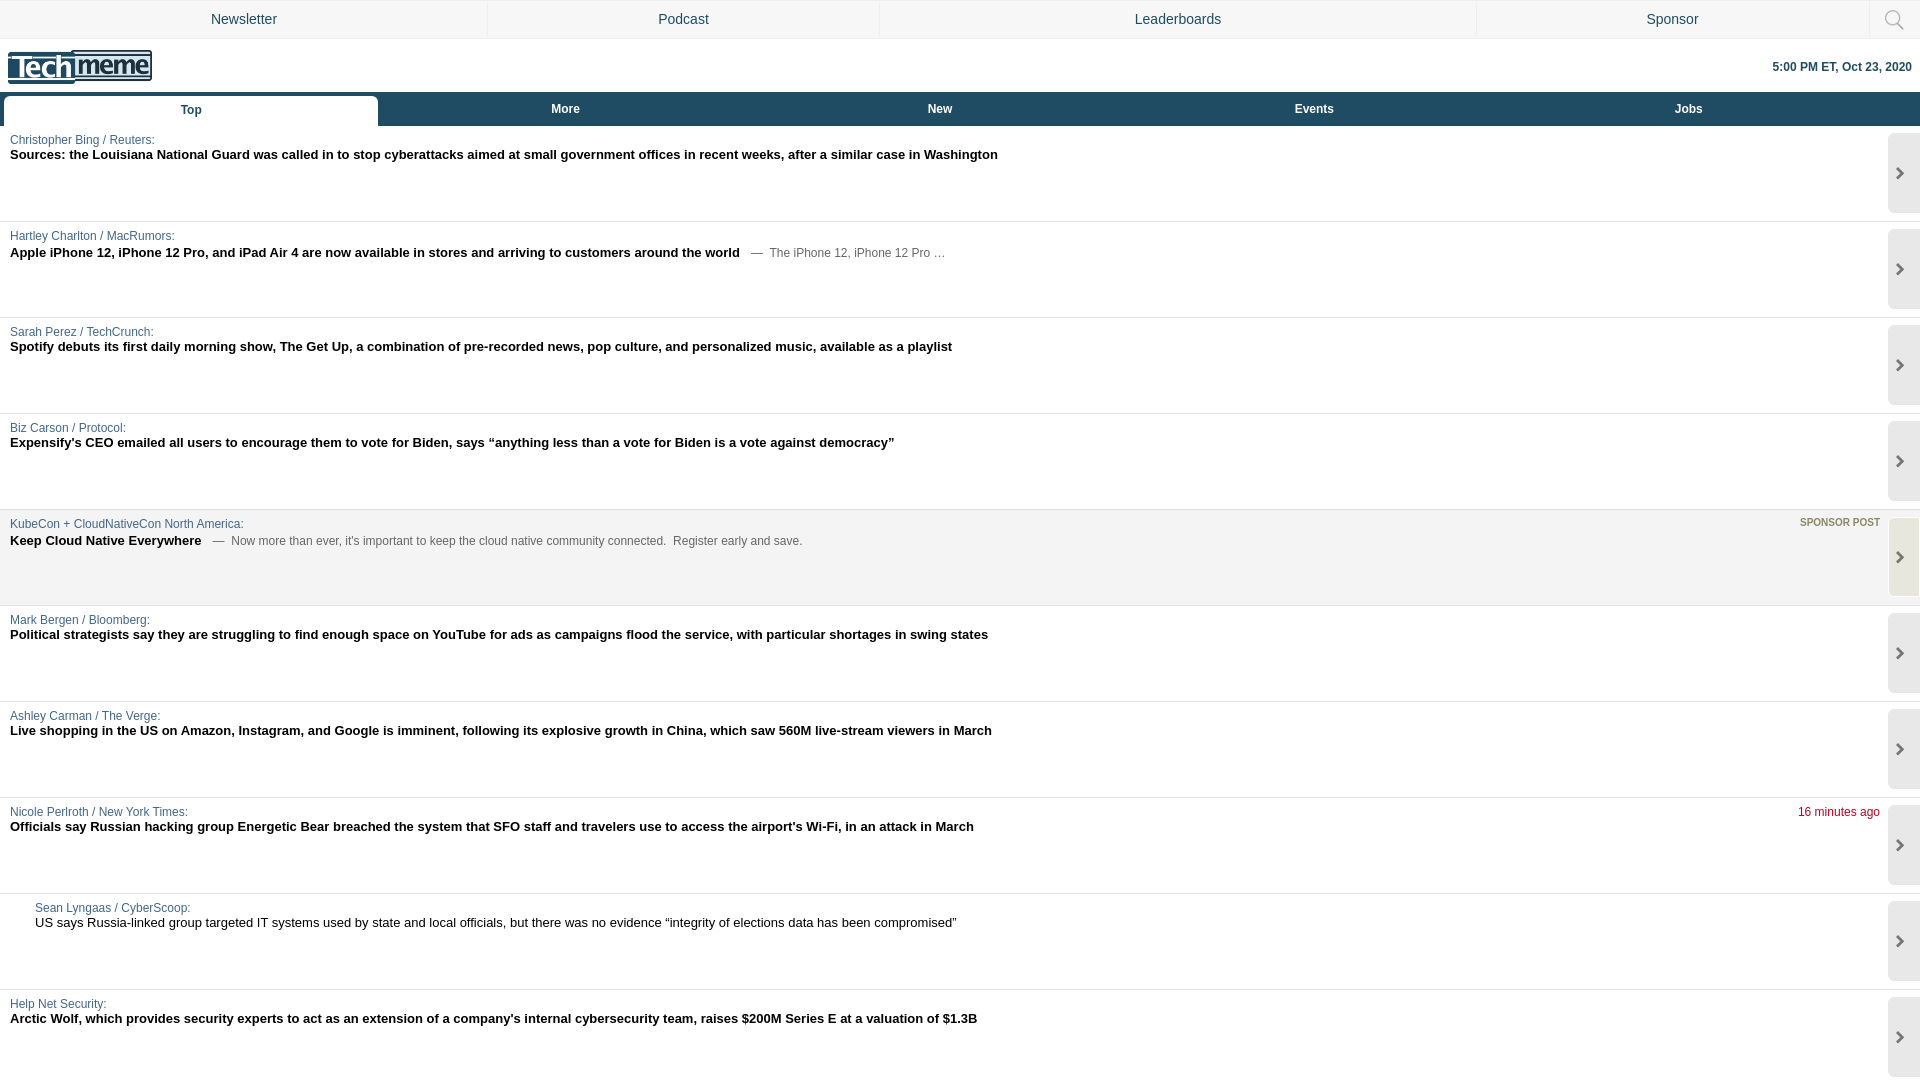 Newsletter
Podcast
Leaderboards
Sponsor
Techmeme
5:00 PM ET, Oct 23, 2020
Top
More
New
Events
Jobs
Christopher Bing / Reuters:
Sources: the Louisiana National Guard was called in to stop cyberattacks aimed at small government offices in recent weeks, after a similar case in Washington
Hartley Charlton / MacRumors:
Apple iPhone 12, iPhone 12 Pro, and iPad Air 4 are now available in stores and arriving to customers around the world — The iPhone 12, iPhone 12 Pro …
Sarah Perez / TechCrunch:
Spotify debuts its first daily morning show, The Get Up, a combination of pre-recorded news, pop culture, and personalized music, available as a playlist
Biz Carson / Protocol:
Expensify's CEO emailed all users to encourage them to vote for Biden, says “anything less than a vote for Biden is a vote against democracy”
KubeCon + CloudNativeCon North America:
SPONSOR POST
Keep Cloud Native Everywhere — Now more than ever, it's important to keep the cloud native community connected. Register early and save.
Mark Bergen / Bloomberg:
Political strategists say they are struggling to find enough space on YouTube for ads as campaigns flood the service, with particular shortages in swing states
Ashley Carman / The Verge:
Live shopping in the US on Amazon, Instagram, and Google is imminent, following its explosive growth in China, which saw 560M live-stream viewers in March
Nicole Perlroth / New York Times:
16 minutes ago
Officials say Russian hacking group Energetic Bear breached the system that SFO staff and travelers use to access the airport's Wi-Fi, in an attack in March
Sean Lyngaas / CyberScoop:
US says Russia-linked group targeted IT systems used by state and local officials, but there was no evidence “integrity of elections data has been compromised”
Help Net Security:
Arctic Wolf, which provides security experts to act as an extension of a company's internal cybersecurity team, raises $200M Series E at a valuation of $1.3B